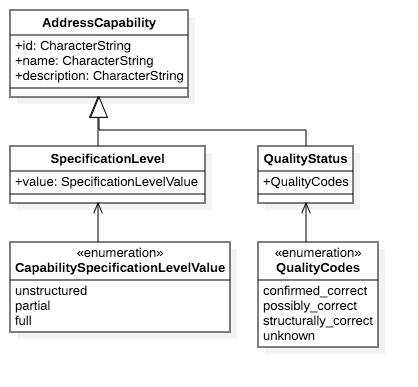 AddressCapability
+id: CharacterString
+name: CharacterString
+description: CharacterString
SpecificationLevel
+value: SpecificationLevelValue
QualityStatus
+QualityCodes
«enumeration»
CapabilitySpecificationLevelValue
unstructured
partial
full
«enumeration»
QualityCodes
confirmed_correct
possibly_correct
structurally_correct
unknown